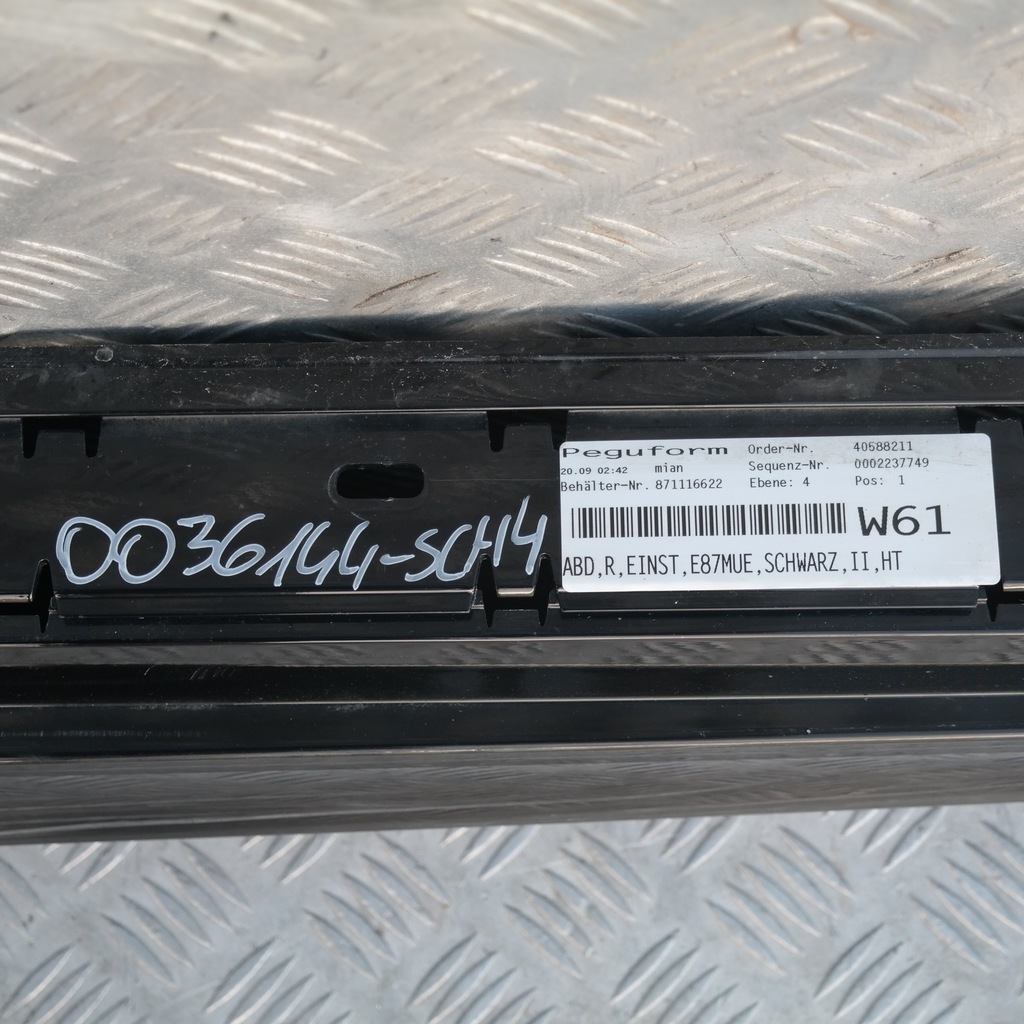 Peguform Order-Nr. 40588211
20.09 02:42 mian Sequenz-Nr. 0002237749
Behälter-Nr. 871116622 Ebene: 4 Pos: 1
W61
ABD,R,EINST,E87MUE,SCHWARZ,II,HT
0036144-SCH4